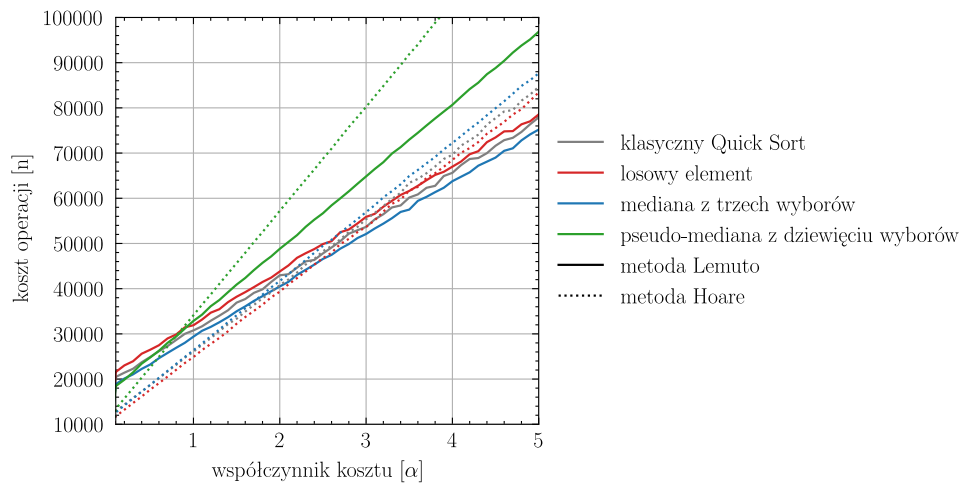 100000
90000
80000
70000
60000
50000
40000
30000
20000
10000
koszt operacji [n]
1 2 3 4 5
współczynnik kosztu [α]
klasyczny Quick Sort
losowy element
mediana z trzech wyborów
pseudo-mediana z dziewięciu wyborów
metoda Lemuto
metoda Hoare